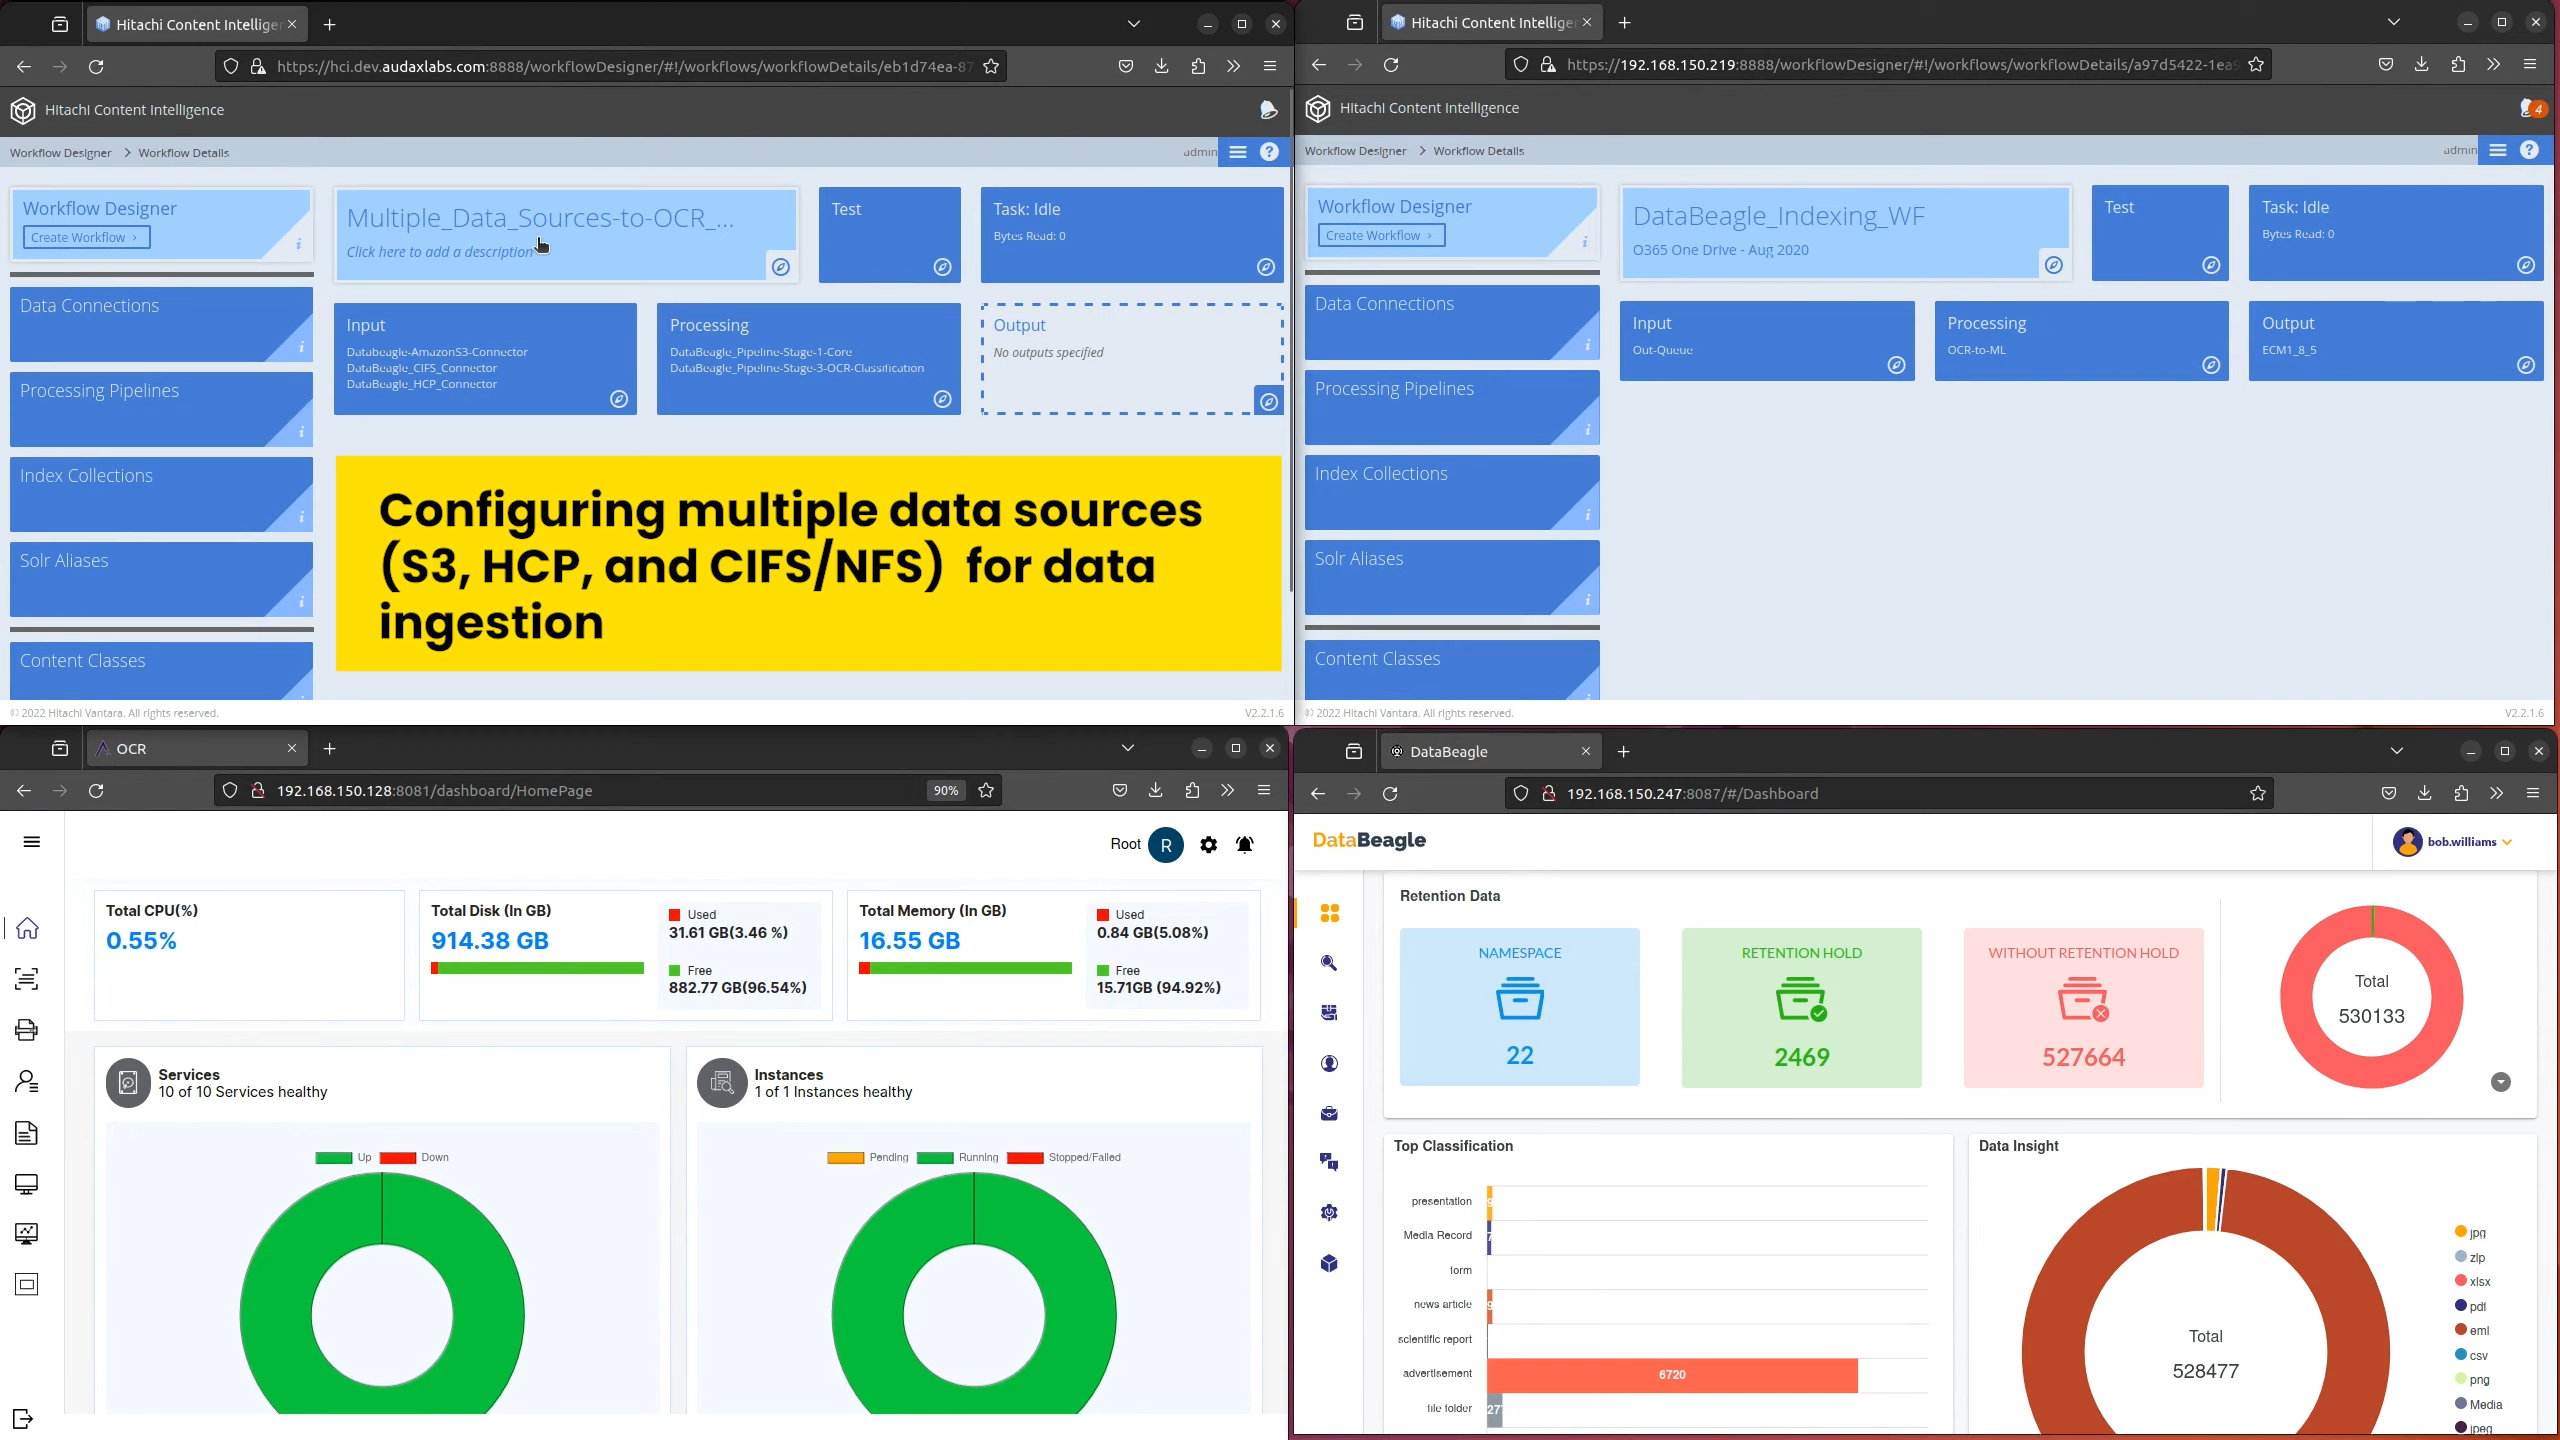 Hitachi Content Intellige
https://hci.dev.audaxlabs.com:8888/workflowDesigner/#!/workflows/workflowDetails/eb1d74ea-87
Hitachi Content Intelligence
Workflow Designer > Workflow Details
admin
Workflow Designer
Create Workflow >
Multiple_Data_Sources-to-OCR_...
Click here to add a description
Test
Task: Idle
Bytes Read: 0
Data Connections
Input
Databeagle-AmazonS3-Connector
DataBeagle_CIFS_Connector
DataBeagle_HCP_Connector
Processing
DataBeagle_Pipeline-Stage-1-Core
DataBeagle_Pipeline-Stage-3-OCR-Classification
Output
No outputs specified
Processing Pipelines
Index Collections
Solr Aliases
Content Classes
Configuring multiple data sources
(S3, HCP, and CIFS/NFS) for data
ingestion
© 2022 Hitachi Vantara. All rights reserved.
V2.2.1.6
Hitachi Content Intellige
https://192.168.150.219:8888/workflowDesigner/#!/workflows/workflowDetails/a97d5422-1ea9
Hitachi Content Intelligence
4
Workflow Designer > Workflow Details
admin
Workflow Designer
Create Workflow >
DataBeagle_Indexing_WF
O365 One Drive - Aug 2020
Test
Task: Idle
Bytes Read: 0
Data Connections
Input
Out-Queue
Processing
OCR-to-ML
Output
ECM1_8_5
Processing Pipelines
Index Collections
Solr Aliases
Content Classes
© 2022 Hitachi Vantara. All rights reserved.
V2.2.1.6
OCR
192.168.150.128:8081/dashboard/HomePage
90%
Root
R
Total CPU(%)
0.55%
Total Disk (In GB)
914.38 GB
Used
31.61 GB(3.46 %)
Free
882.77 GB(96.54%)
Total Memory (In GB)
16.55 GB
Used
0.84 GB(5.08%)
Free
15.71GB (94.92%)
Services
10 of 10 Services healthy
Up
Down
Instances
1 of 1 Instances healthy
Pending
Running
Stopped/Failed
DataBeagle
192.168.150.247:8087/#/Dashboard
DataBeagle
bob.williams
Retention Data
NAMESPACE
22
RETENTION HOLD
2469
WITHOUT RETENTION HOLD
527664
Total
530133
Top Classification
presentation
Media Record
form
news article
scientific report
advertisement
6720
file folder
277
Data Insight
Total
528477
jpg
zip
xlsx
pdf
eml
csv
png
Media
jpeg